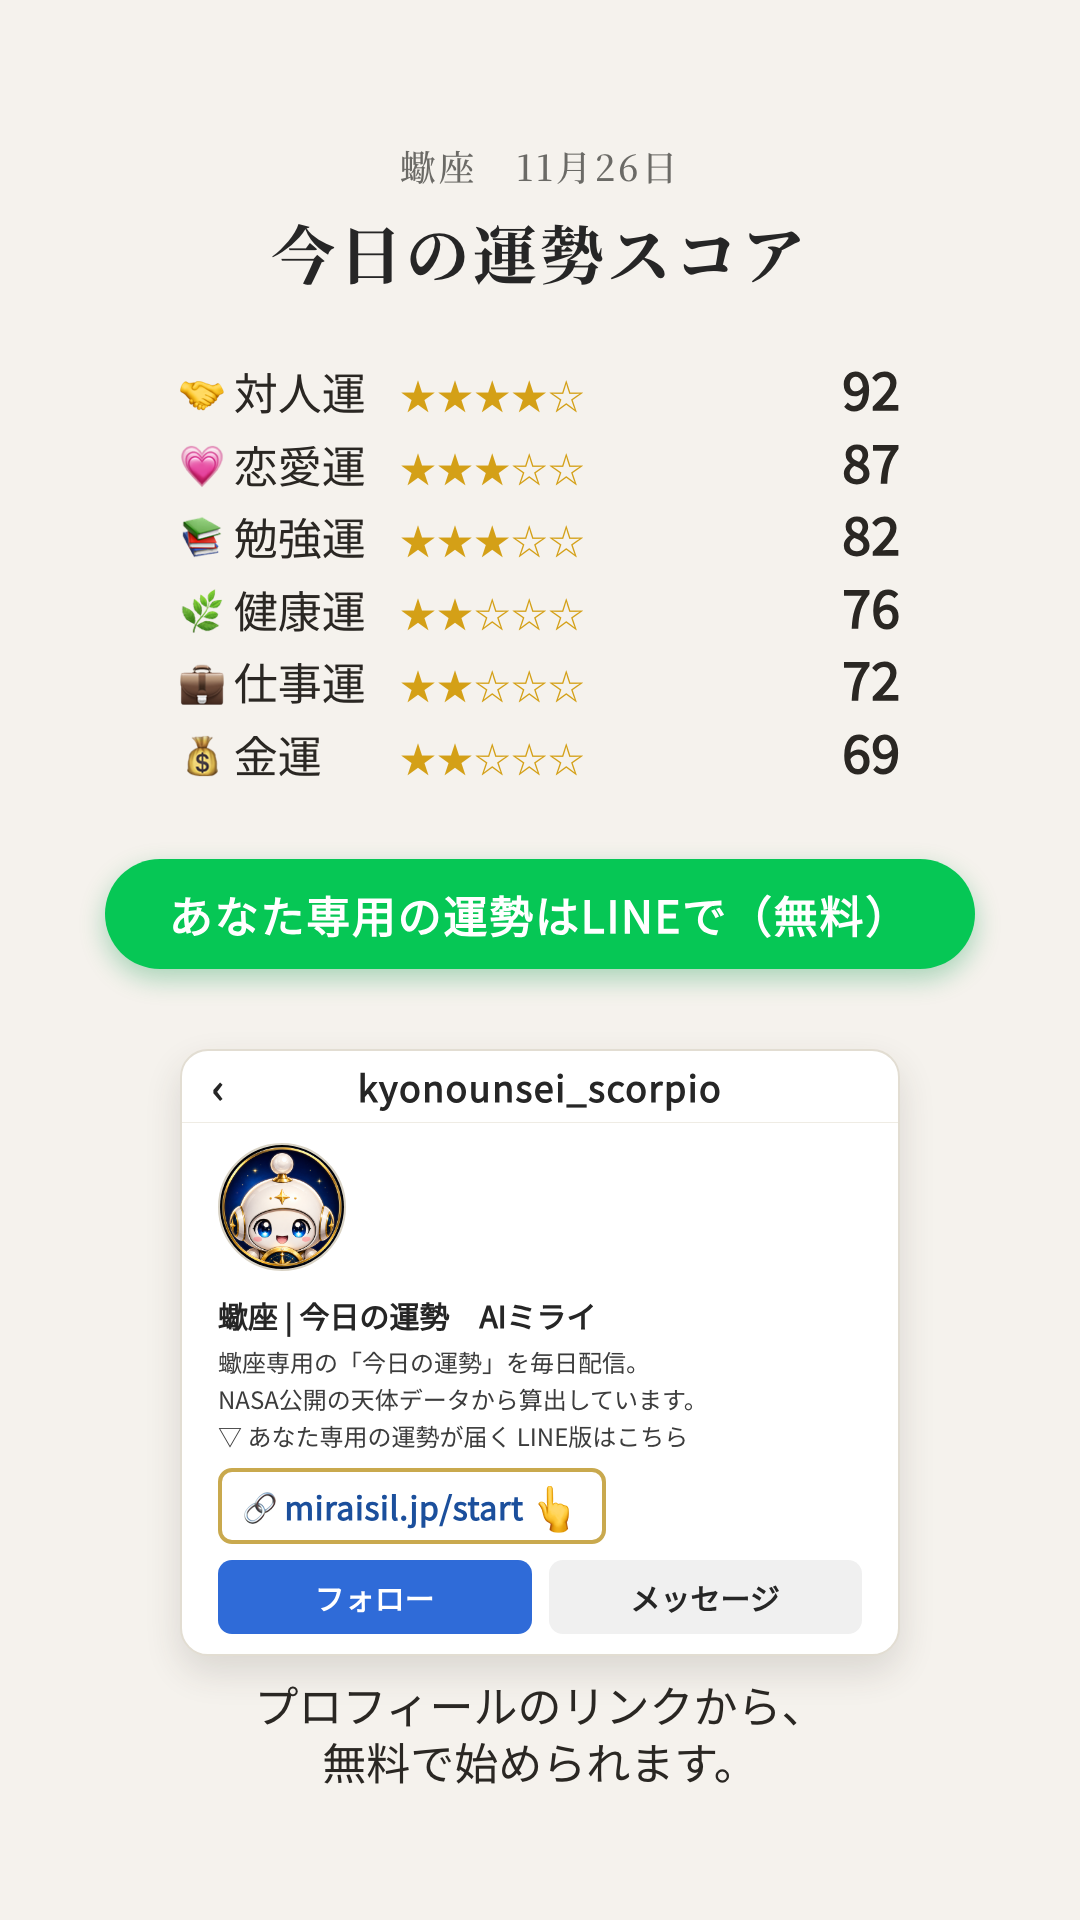 蠍座　11月26日
今日の運勢スコア
🤝 対人運 ★★★★☆ 92
💗 恋愛運 ★★★☆☆ 87
📚 勉強運 ★★★☆☆ 82
🌿 健康運 ★★☆☆☆ 76
💼 仕事運 ★★☆☆☆ 72
💰 金運 ★★☆☆☆ 69
あなた専用の運勢はLINEで（無料）
‹ kyonounsei_scorpio
蠍座 | 今日の運勢　AIミライ
蠍座専用の「今日の運勢」を毎日配信。
NASA公開の天体データから算出しています。
▽ あなた専用の運勢が届く LINE版はこちら
🔗 miraisil.jp/start 👆
フォロー メッセージ
プロフィールのリンクから、
無料で始められます。